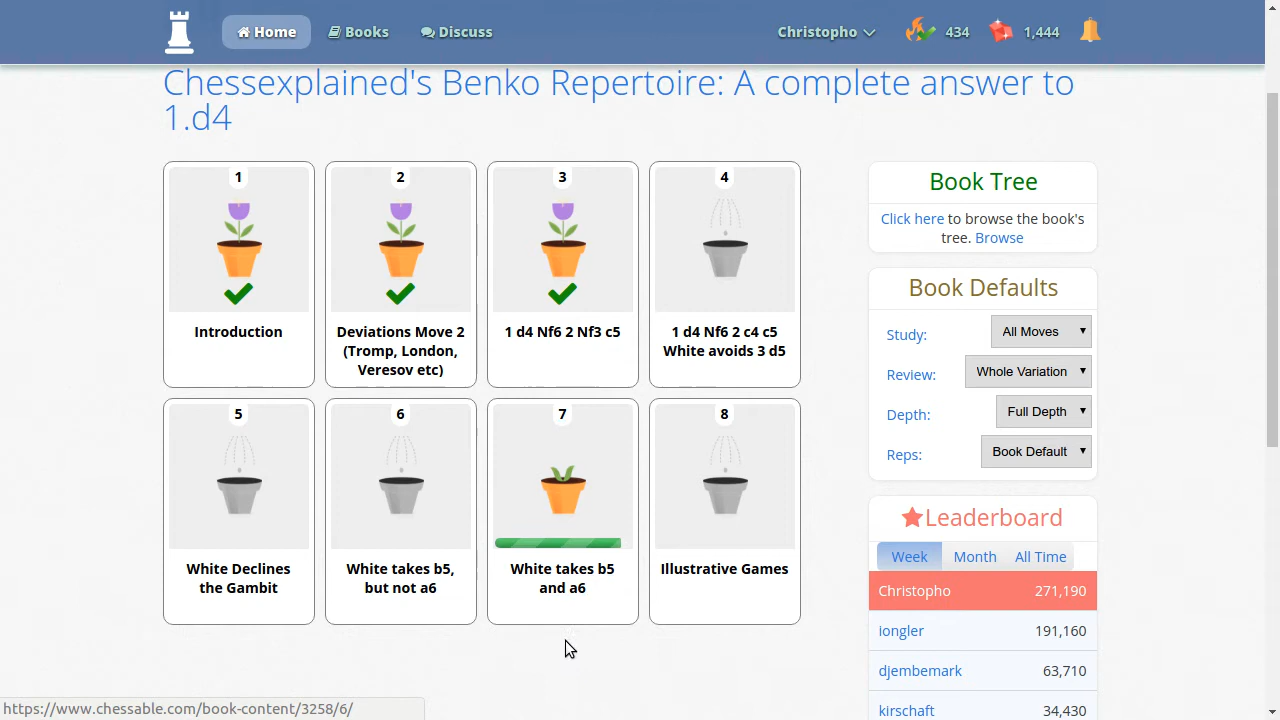 Home
Books
Discuss
Christopho
434
1,444
Chessexplained's Benko Repertoire: A complete answer to
1.d4
1
Introduction
2
Deviations Move 2
(Tromp, London,
Veresov etc)
3
1 d4 Nf6 2 Nf3 c5
4
1 d4 Nf6 2 c4 c5
White avoids 3 d5
5
White Declines
the Gambit
6
White takes b5,
but not a6
7
White takes b5
and a6
8
Illustrative Games
Book Tree
Click here to browse the book's
tree. Browse
Book Defaults
Study: All Moves
Review: Whole Variation
Depth: Full Depth
Reps: Book Default
Leaderboard
Week Month All Time
Christopho 271,190
iongler 191,160
djembemark 63,710
kirschaft 34,430
https://www.chessable.com/book-content/3258/6/